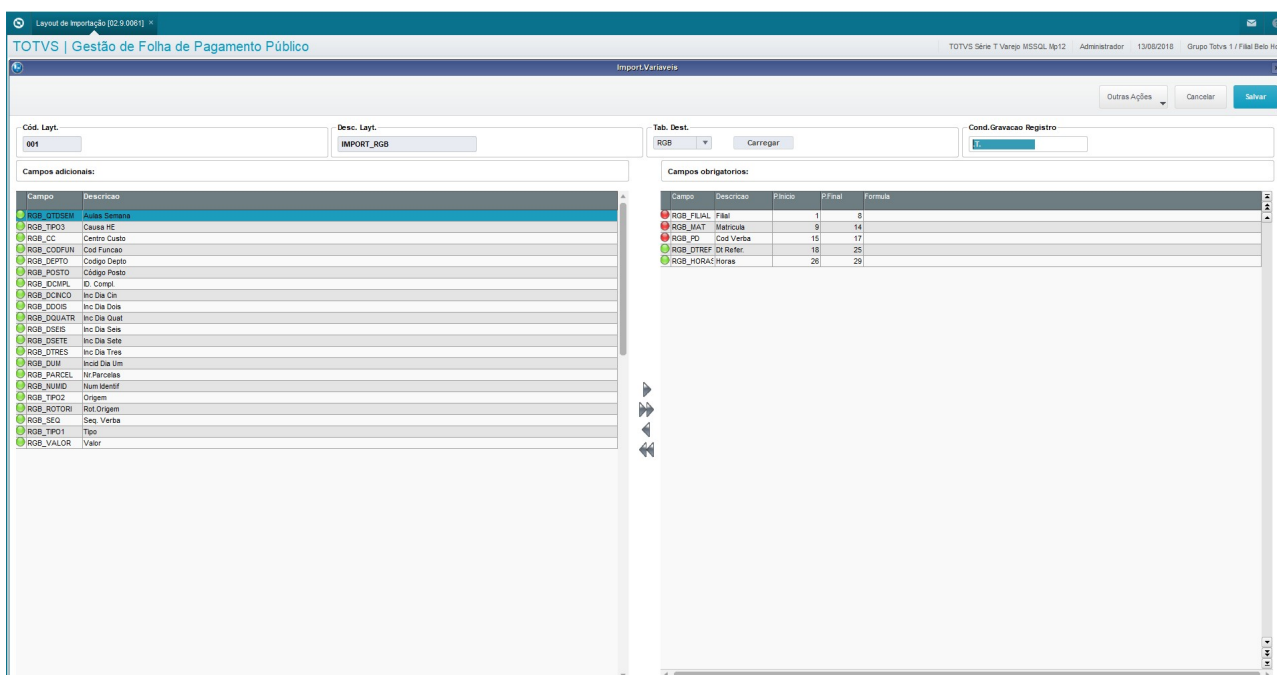 Layout de Importação [02.9.0061] ×
TOTVS | Gestão de Folha de Pagamento Público
TOTVS Série T Varejo MSSQL Mp12 Administrador 13/08/2018 Grupo Totvs 1 / Filial Belo Ho
Import.Variaveis
Outras Ações Cancelar Salvar
Cód. Layt. Desc. Layt. Tab. Dest. Cond.Gravacao Registro
001 IMPORT_RGB RGB Carregar .T.
Campos adicionais: Campos obrigatorios:
Campo Descricao
RGB_QTDSEM Aulas Semana
RGB_TIPO3 Causa HE
RGB_CC Centro Custo
RGB_CODFUN Cod Funcao
RGB_DEPTO Codigo Depto
RGB_POSTO Código Posto
RGB_IDCMPL ID. Compl.
RGB_DCINCO Inc Dia Cin
RGB_DDOIS Inc Dia Dois
RGB_DQUATR Inc Dia Quat
RGB_DSEIS Inc Dia Seis
RGB_DSETE Inc Dia Sete
RGB_DTRES Inc Dia Tres
RGB_DUM Incid Dia Um
RGB_PARCEL Nr.Parcelas
RGB_NUMID Num Identif
RGB_TIPO2 Origem
RGB_ROTORI Rot.Origem
RGB_SEQ Seq. Verba
RGB_TIPO1 Tipo
RGB_VALOR Valor
Campo Descricao P.Inicio P.Final Formula
RGB_FILIAL Filial 1 8
RGB_MAT Matricula 9 14
RGB_PD Cod Verba 15 17
RGB_DTREF Dt Refer. 18 25
RGB_HORAS Horas 26 29